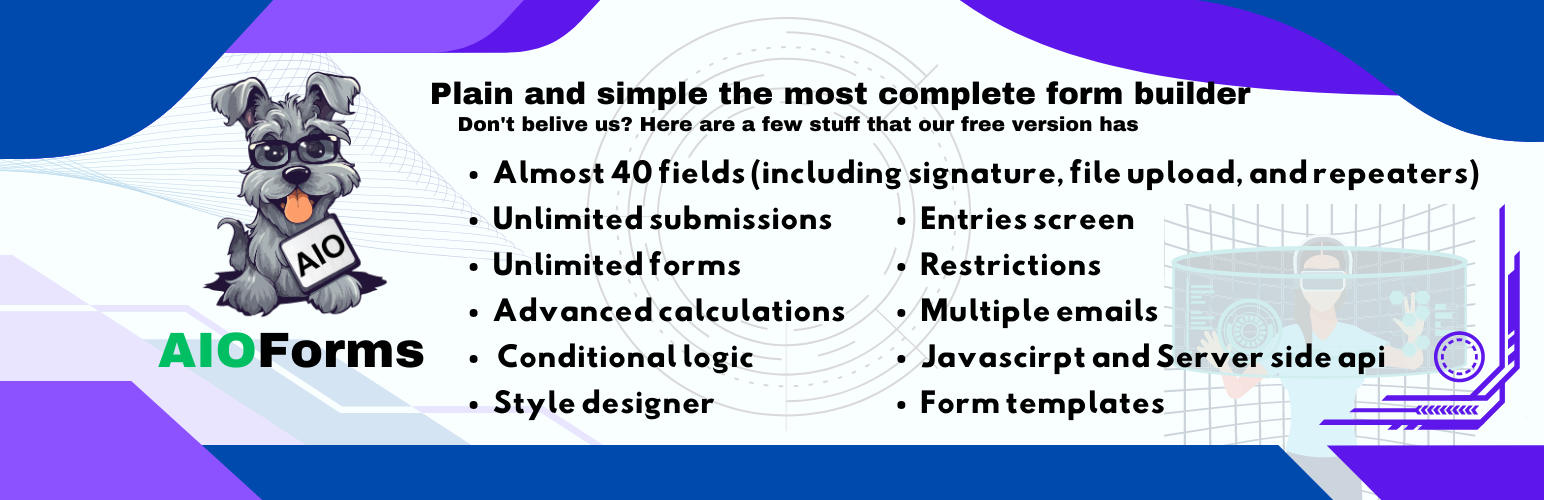 Plain and simple the most complete form builder
Don't belive us? Here are a few stuff that our free version has
• Almost 40 fields (including signature, file upload, and repeaters)
• Unlimited submissions
• Unlimited forms
• Advanced calculations
• Conditional logic
• Style designer
• Entries screen
• Restrictions
• Multiple emails
• Javascirpt and Server side api
• Form templates
AIO
AIOForms